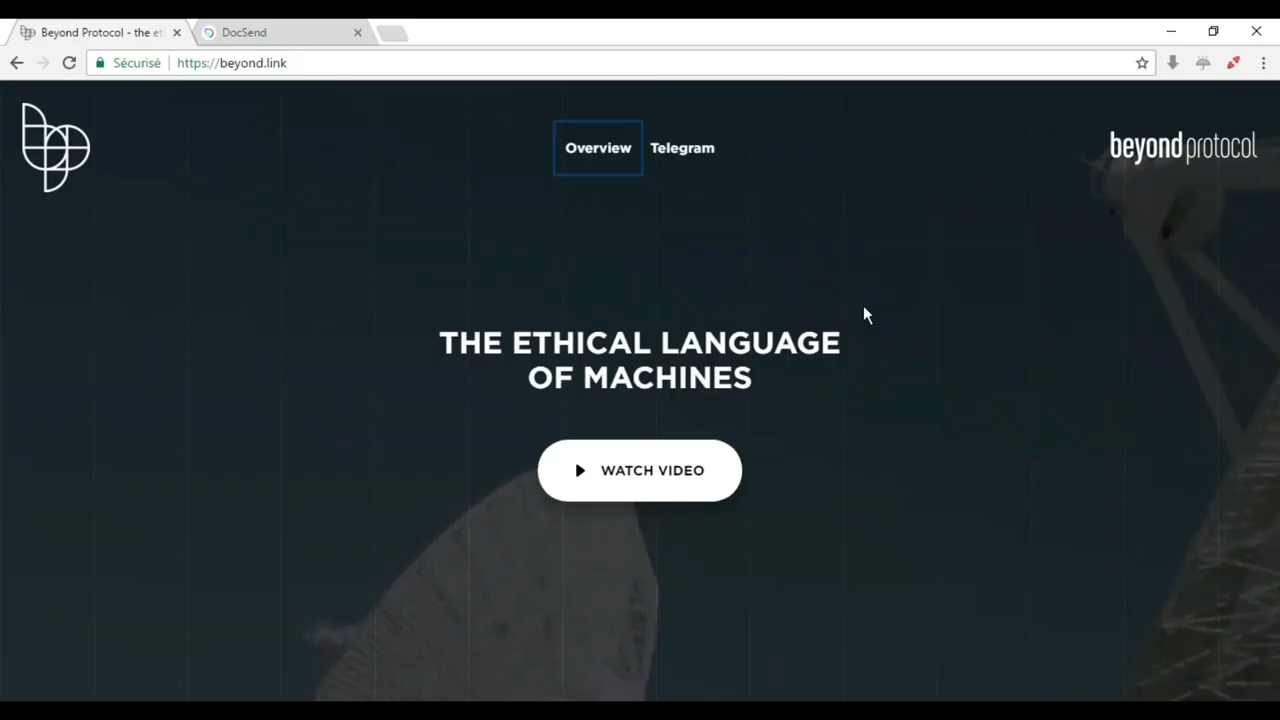 Beyond Protocol - the et
DocSend
Sécurisé
https://beyond.link
Overview
Telegram
beyond protocol
THE ETHICAL LANGUAGE
OF MACHINES
WATCH VIDEO